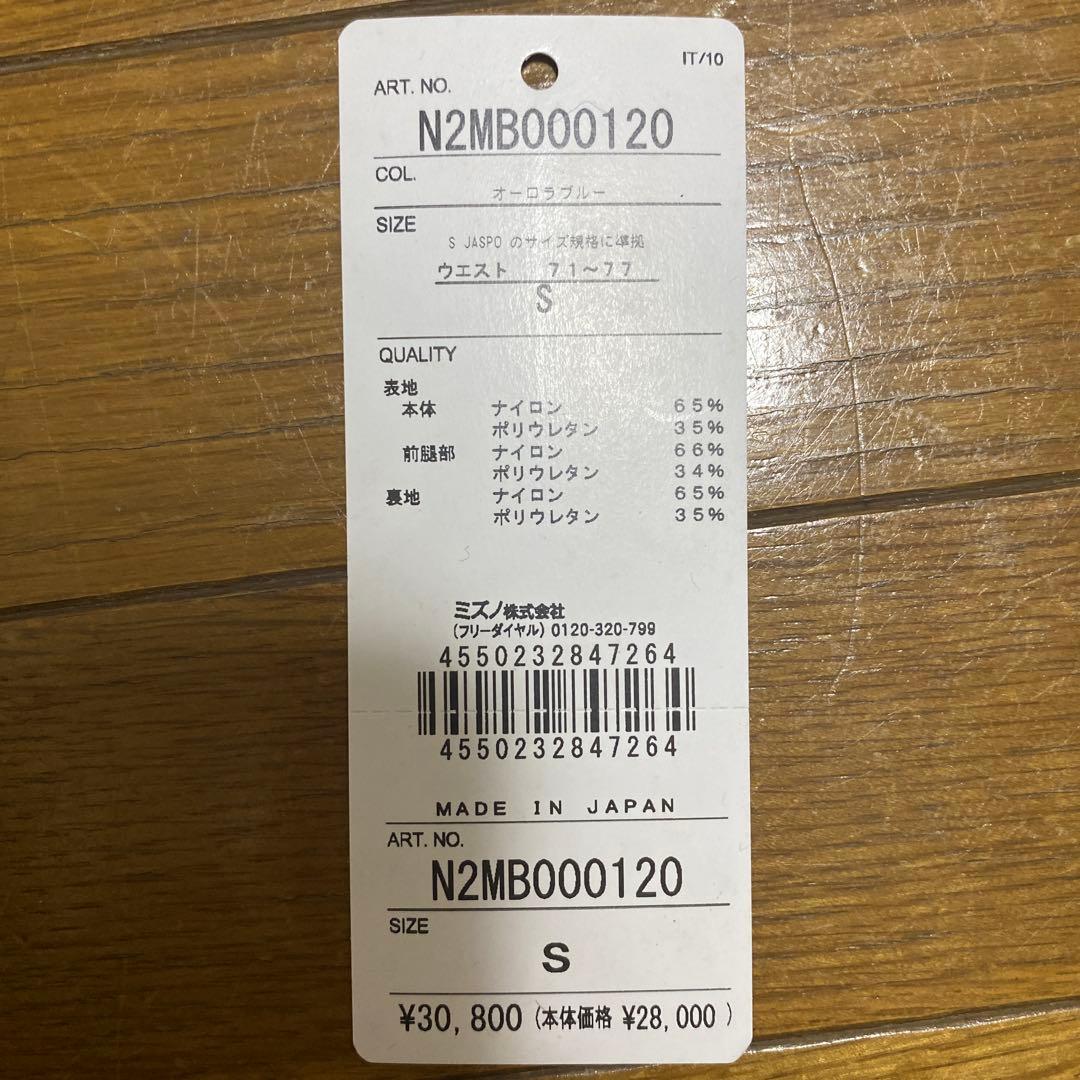 IT/10
ART. NO.
N2MB000120
COL.
オーロラブルー
SIZE
S JASPO のサイズ規格に準拠
ウエスト 71~77
S
QUALITY
表地
本体 ナイロン 65%
ポリウレタン 35%
前腿部 ナイロン 66%
ポリウレタン 34%
裏地 ナイロン 65%
ポリウレタン 35%
ミズノ株式会社
(フリーダイヤル) 0120-320-799
4550232847264
4550232847264
MADE IN JAPAN
ART. NO.
N2MB000120
SIZE
S
¥30,800 (本体価格 ¥28,000 )